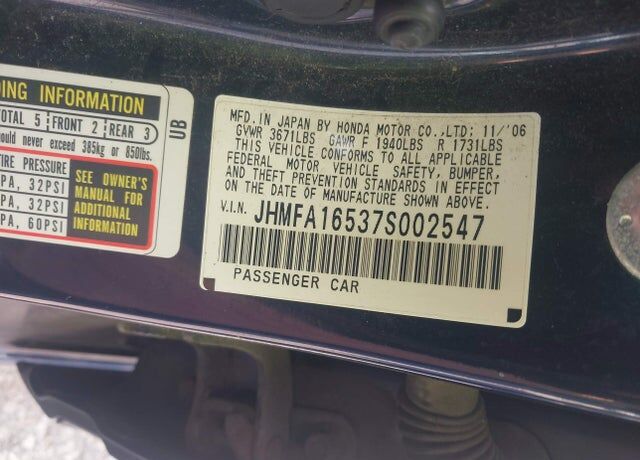 ING INFORMATION
TOTAL 5 FRONT 2 REAR 3
should never exceed 385kg or 850lbs.
TIRE PRESSURE
PA, 32PSI
PA, 32PSI
PA, 60PSI
SEE OWNER'S
MANUAL FOR
ADDITIONAL
INFORMATION
UB
MFD. IN JAPAN BY HONDA MOTOR CO.,LTD: 11/'06
GVWR 3671LBS GAWR F 1940LBS R 1731LBS
THIS VEHICLE CONFORMS TO ALL APPLICABLE
FEDERAL MOTOR VEHICLE SAFETY, BUMPER,
AND THEFT PREVENTION STANDARDS IN EFFECT
ON THE DATE OF MANUFACTURE SHOWN ABOVE.
V.I.N. JHMFA16537S002547
PASSENGER CAR